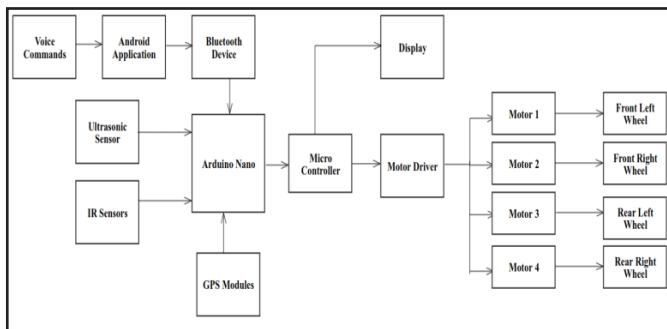 Voice
Commands
Android
Application
Bluetooth
Device
Display
Ultrasonic
Sensor
Arduino Nano
Micro
Controller
Motor Driver
Motor 1
Front Left
Wheel
Motor 2
Front Right
Wheel
IR Sensors
Motor 3
Rear Left
Wheel
Motor 4
Rear Right
Wheel
GPS Modules